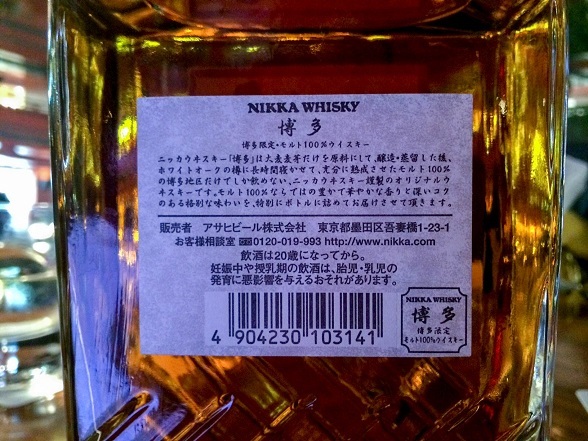 NIKKA WHISKY
博多
博多限定・モルト100%ウイスキー
ニッカウヰスキー「博多」は大麦麦芽だけを原料にして、醸造・蒸留した後、
ホワイトオークの樽に長時間寝かせて、充分に熟成させたモルト100%
の博多地区だけでしか飲めない、ニッカウヰスキー謹製のオリジナルウ
ヰスキーです。モルト100%ならではの豊かで華やかな香りと深いコク
のある格別な味わいを、特別にボトルに詰めてお届けさせて頂きます。
販売者 アサヒビール株式会社 東京都墨田区吾妻橋1-23-1
お客様相談室 0120-019-993 http://www.nikka.com
飲酒は20歳になってから。
妊娠中や授乳期の飲酒は、胎児・乳児の
発育に悪影響を与えるおそれがあります。
4 904230 103141
NIKKA WHISKY
博多
博多限定
モルト100%ウイスキー